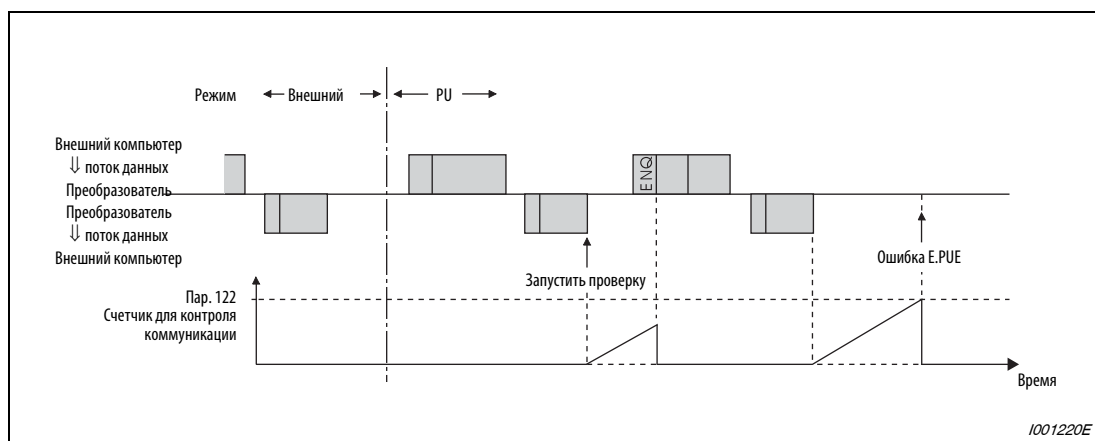 Режим
Внешний
PU
Внешний компьютер
⇓ поток данных
Преобразователь
Преобразователь
⇓ поток данных
Внешний компьютер
ENQ
Запустить проверку
Ошибка E.PUE
Пар. 122
Счетчик для контроля
коммуникации
Время
I001220E